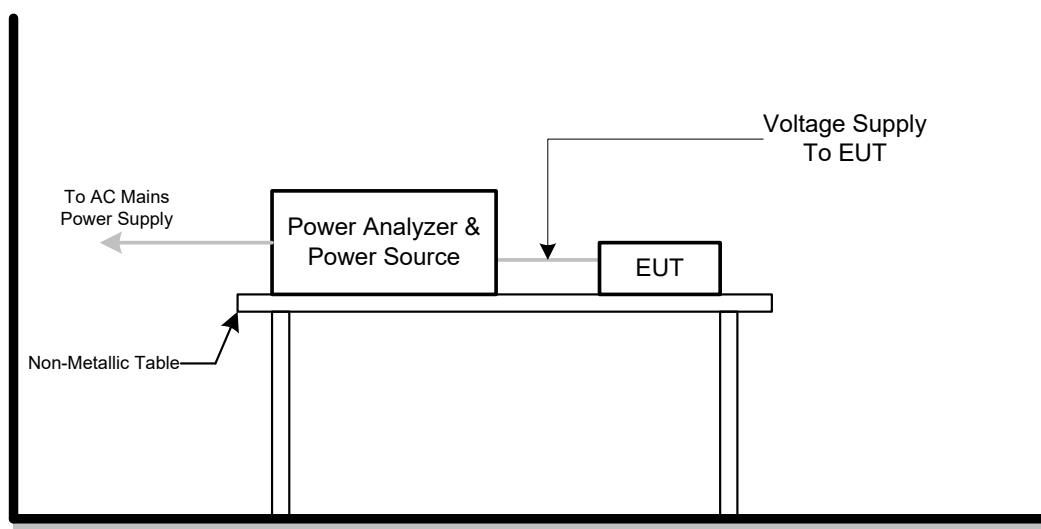 Voltage Supply
To EUT
To AC Mains
Power Supply
Power Analyzer &
Power Source
EUT
Non-Metallic Table